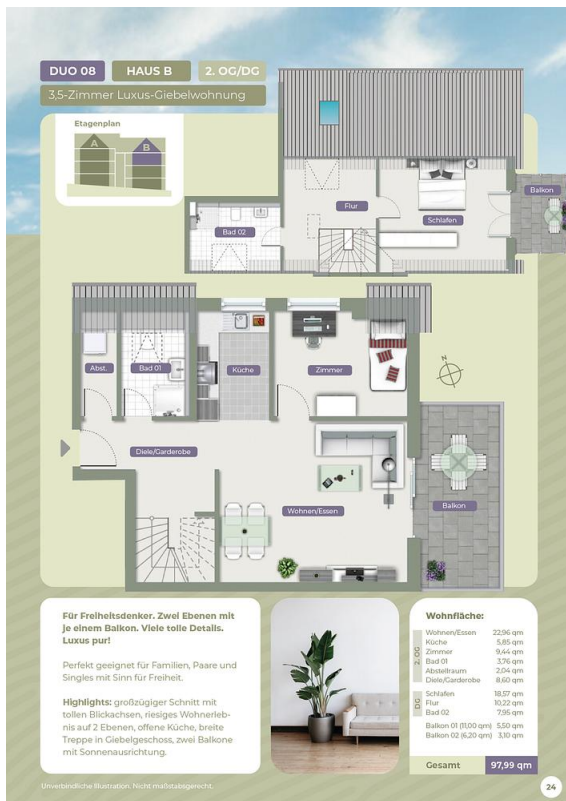 DUO 08
HAUS B
2. OG/DG
3,5-Zimmer Luxus-Giebelwohnung
Etagenplan
A
B
Balkon
Flur
Schlafen
Bad 02
Abst.
Bad 01
Küche
Zimmer
N
Diele/Garderobe
Wohnen/Essen
Balkon
Für Freiheitsdenker. Zwei Ebenen mit
je einem Balkon. Viele tolle Details.
Luxus pur!
Perfekt geeignet für Familien, Paare und
Singles mit Sinn für Freiheit.
Highlights: großzügiger Schnitt mit
tollen Blickachsen, riesiges Wohnerleb-
nis auf 2 Ebenen, offene Küche, breite
Treppe in Giebelgeschoss, zwei Balkone
mit Sonnenausrichtung.
Wohnfläche:
2. OG
Wohnen/Essen 22,96 qm
Küche 5,85 qm
Zimmer 9,44 qm
Bad 01 3,76 qm
Abstellraum 2,04 qm
Diele/Garderobe 8,60 qm
DG
Schlafen 18,57 qm
Flur 10,22 qm
Bad 02 7,95 qm
Balkon 01 (11,00 qm) 5,50 qm
Balkon 02 (6,20 qm) 3,10 qm
Gesamt 97,99 qm
Unverbindliche Illustration. Nicht maßstabsgerecht.
24